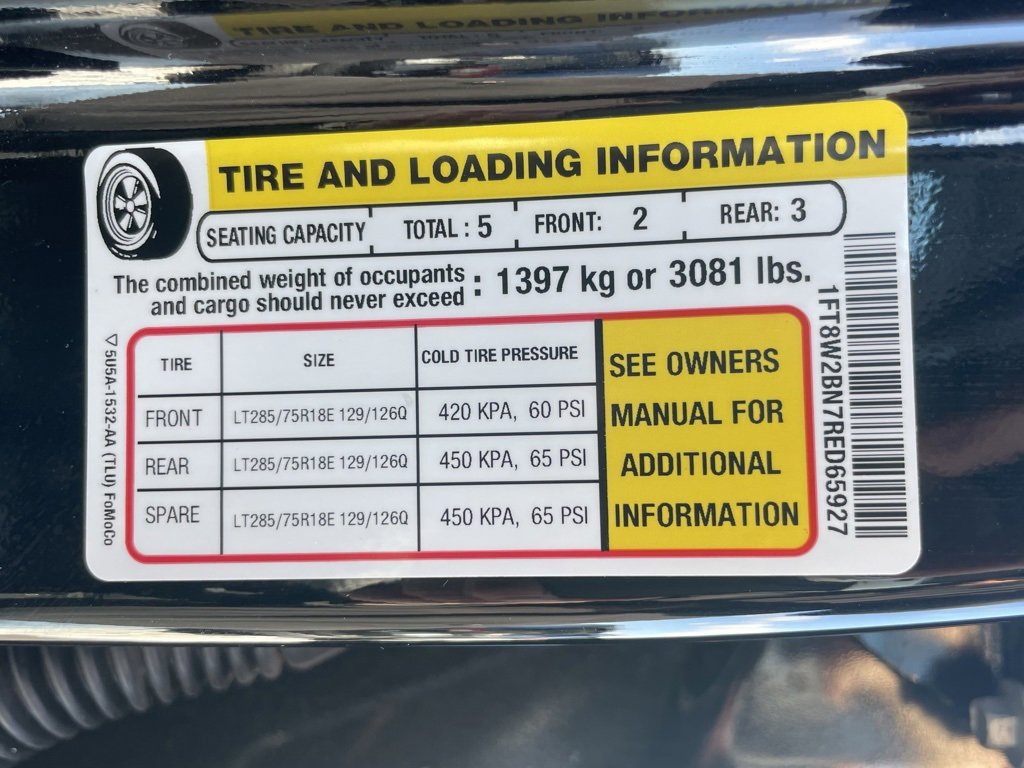 TIRE AND LOADING INFORMATION
SEATING CAPACITY TOTAL : 5 FRONT: 2 REAR: 3
The combined weight of occupants
and cargo should never exceed : 1397 kg or 3081 lbs.
TIRE SIZE COLD TIRE PRESSURE
FRONT LT285/75R18E 129/126Q 420 KPA, 60 PSI
REAR LT285/75R18E 129/126Q 450 KPA, 65 PSI
SPARE LT285/75R18E 129/126Q 450 KPA, 65 PSI
SEE OWNERS
MANUAL FOR
ADDITIONAL
INFORMATION
1FT8W2BN7RED65927
5U5A-1532-AA (TLU) FoMoCo